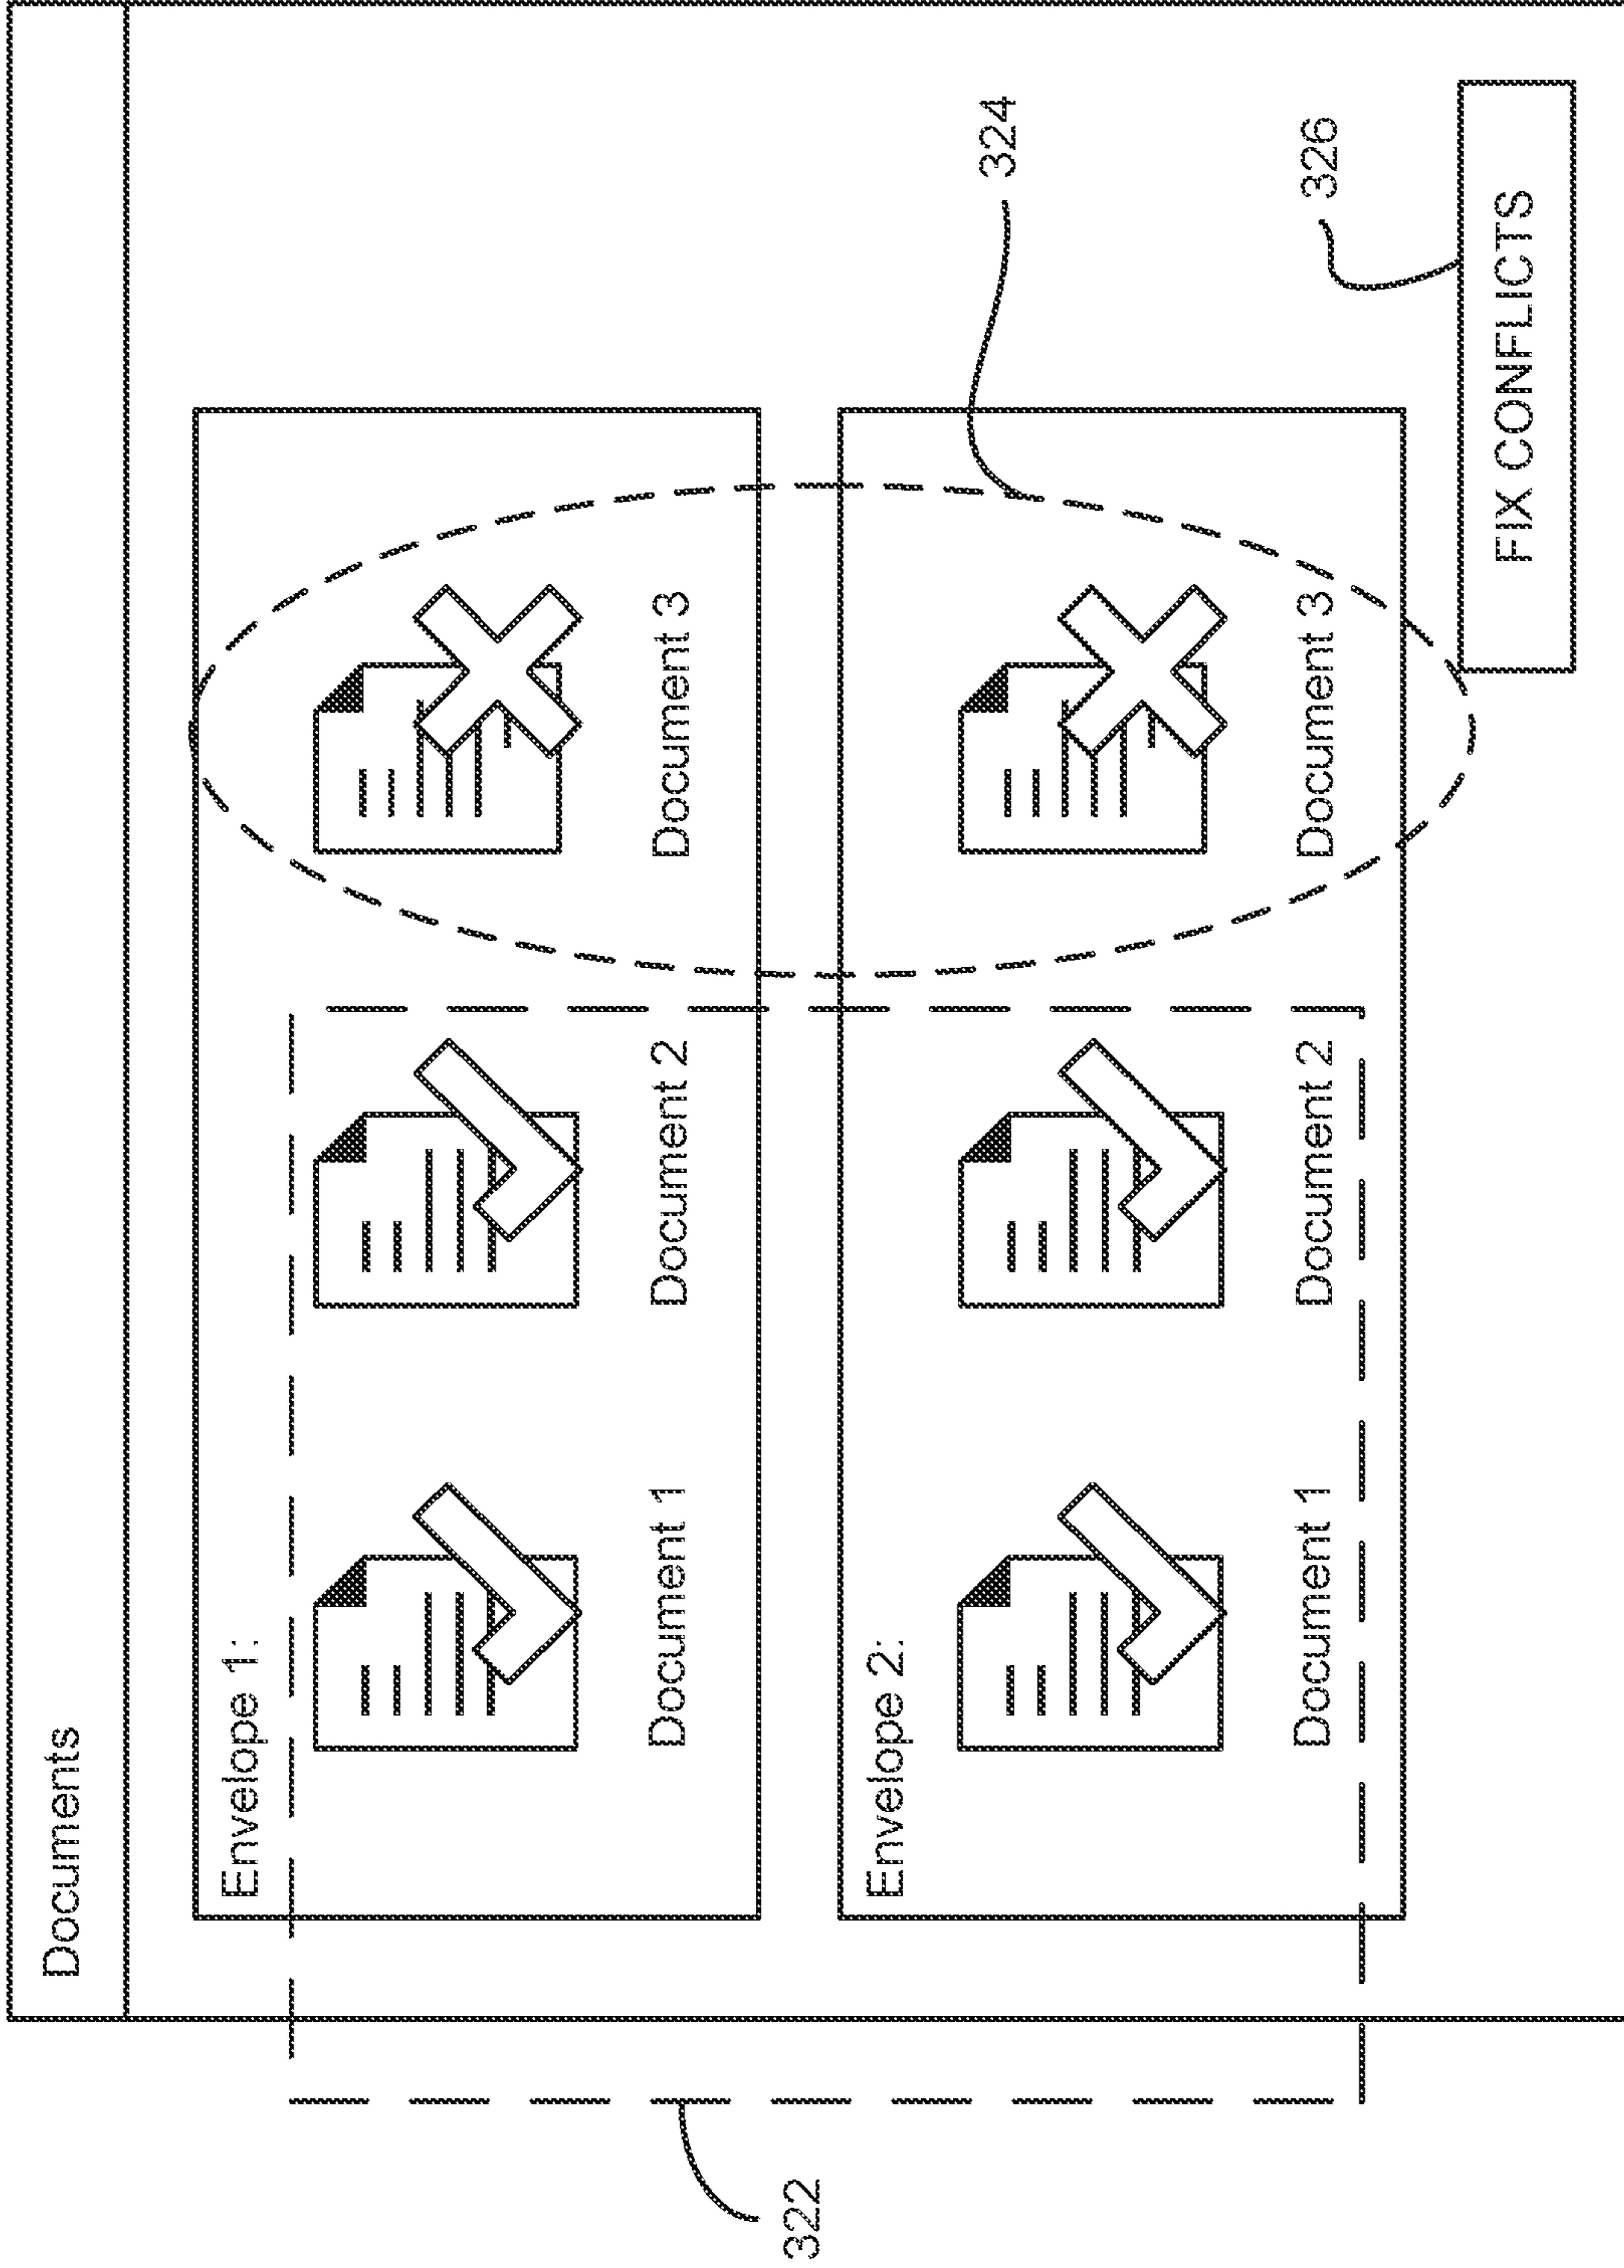 Documents
Envelope 1:
Document 1
Document 2
Document 3
Envelope 2:
Document 1
Document 2
Document 3
322
324
326
FIX CONFLICTS